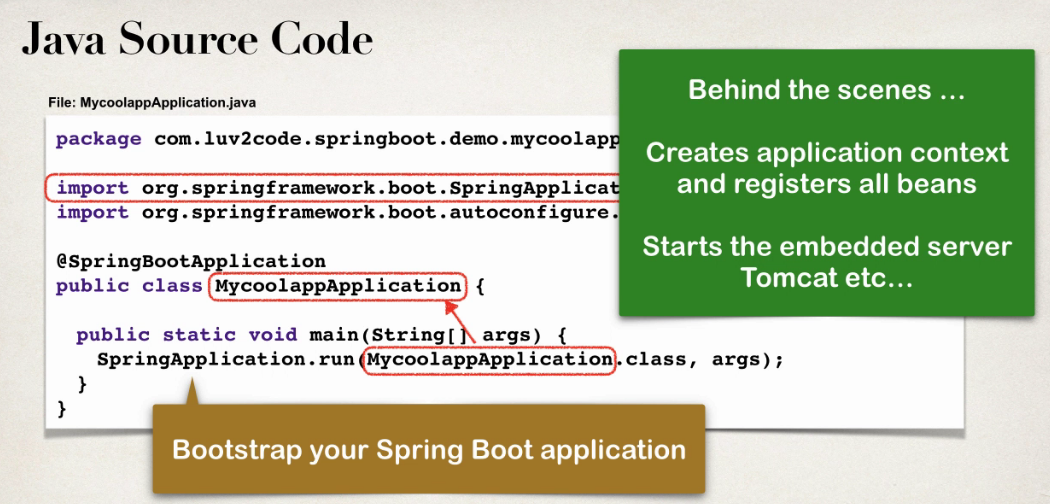 Java Source Code
File: MycoolappApplication.java
package com.luv2code.springboot.demo.mycoolapp
import org.springframework.boot.SpringApplicat
import org.springframework.boot.autoconfigure.
@SpringBootApplication
public class MycoolappApplication {
public static void main(String[] args) {
SpringApplication.run(MycoolappApplication.class, args);
}
}
Behind the scenes ...
Creates application context
and registers all beans
Starts the embedded server
Tomcat etc...
Bootstrap your Spring Boot application